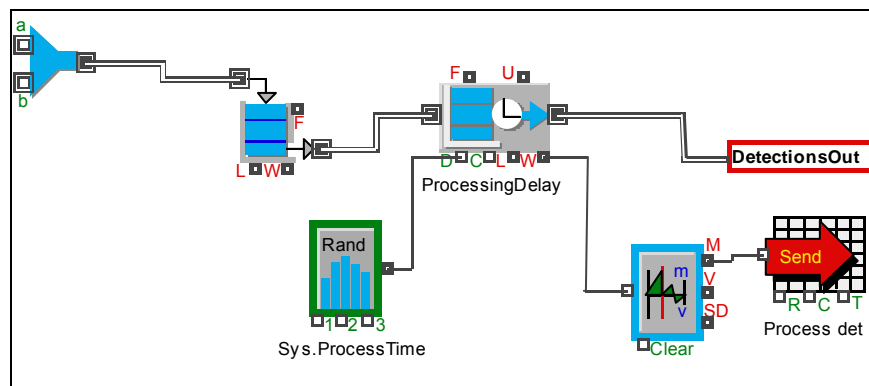 a
b
F
L W
F U
D C L W
ProcessingDelay
DetectionsOut
Rand
1 2 3
Sys.ProcessTime
m
v
M
V
SD
Clear
Send
R C T
Process det